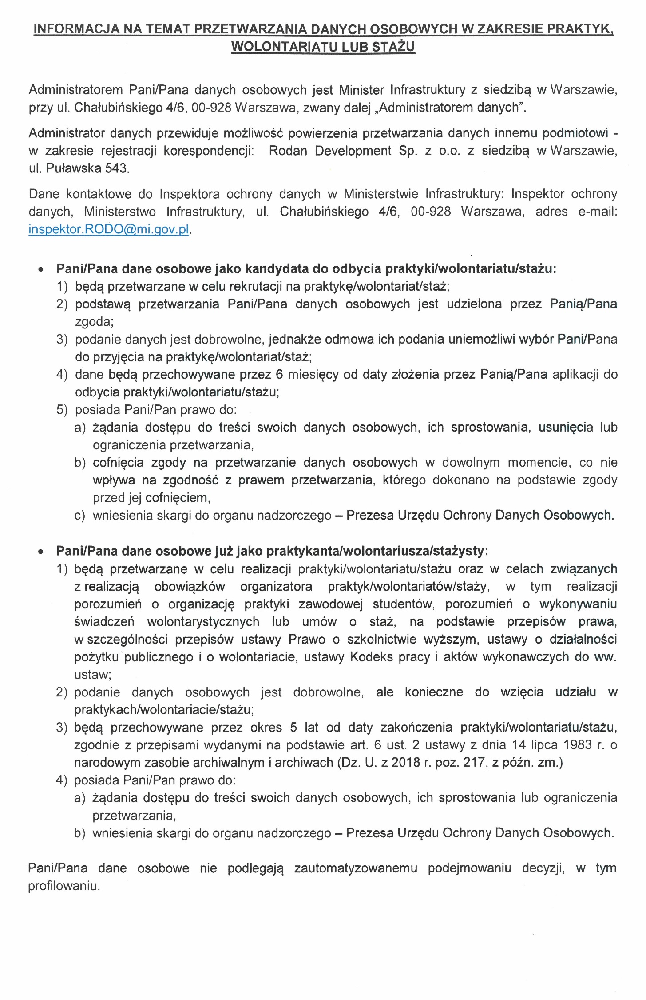 INFORMACJA NA TEMAT PRZETWARZANIA DANYCH OSOBOWYCH W ZAKRESIE PRAKTYK,
WOLONTARIATU LUB STAŻU
Administratorem Pani/Pana danych osobowych jest Minister Infrastruktury z siedzibą w Warszawie,
przy ul. Chałubińskiego 4/6, 00-928 Warszawa, zwany dalej „Administratorem danych”.
Administrator danych przewiduje możliwość powierzenia przetwarzania danych innemu podmiotowi -
w zakresie rejestracji korespondencji: Rodan Development Sp. z o.o. z siedzibą w Warszawie,
ul. Puławska 543.
Dane kontaktowe do Inspektora ochrony danych w Ministerstwie Infrastruktury: Inspektor ochrony
danych, Ministerstwo Infrastruktury, ul. Chałubińskiego 4/6, 00-928 Warszawa, adres e-mail:
inspektor.RODO@mi.gov.pl.
• Pani/Pana dane osobowe jako kandydata do odbycia praktyki/wolontariatu/stażu:
1) będą przetwarzane w celu rekrutacji na praktykę/wolontariat/staż;
2) podstawą przetwarzania Pani/Pana danych osobowych jest udzielona przez Panią/Pana
zgoda;
3) podanie danych jest dobrowolne, jednakże odmowa ich podania uniemożliwi wybór Pani/Pana
do przyjęcia na praktykę/wolontariat/staż;
4) dane będą przechowywane przez 6 miesięcy od daty złożenia przez Panią/Pana aplikacji do
odbycia praktyki/wolontariatu/stażu;
5) posiada Pani/Pan prawo do:
a) żądania dostępu do treści swoich danych osobowych, ich sprostowania, usunięcia lub
ograniczenia przetwarzania,
b) cofnięcia zgody na przetwarzanie danych osobowych w dowolnym momencie, co nie
wpływa na zgodność z prawem przetwarzania, którego dokonano na podstawie zgody
przed jej cofnięciem,
c) wniesienia skargi do organu nadzorczego – Prezesa Urzędu Ochrony Danych Osobowych.
• Pani/Pana dane osobowe już jako praktykanta/wolontariusza/stażysty:
1) będą przetwarzane w celu realizacji praktyki/wolontariatu/stażu oraz w celach związanych
z realizacją obowiązków organizatora praktyk/wolontariatów/staży, w tym realizacji
porozumień o organizację praktyki zawodowej studentów, porozumień o wykonywaniu
świadczeń wolontarystycznych lub umów o staż, na podstawie przepisów prawa,
w szczególności przepisów ustawy Prawo o szkolnictwie wyższym, ustawy o działalności
pożytku publicznego i o wolontariacie, ustawy Kodeks pracy i aktów wykonawczych do ww.
ustaw;
2) podanie danych osobowych jest dobrowolne, ale konieczne do wzięcia udziału w
praktykach/wolontariacie/stażu;
3) będą przechowywane przez okres 5 lat od daty zakończenia praktyki/wolontariatu/stażu,
zgodnie z przepisami wydanymi na podstawie art. 6 ust. 2 ustawy z dnia 14 lipca 1983 r. o
narodowym zasobie archiwalnym i archiwach (Dz. U. z 2018 r. poz. 217, z późn. zm.)
4) posiada Pani/Pan prawo do:
a) żądania dostępu do treści swoich danych osobowych, ich sprostowania lub ograniczenia
przetwarzania,
b) wniesienia skargi do organu nadzorczego – Prezesa Urzędu Ochrony Danych Osobowych.
Pani/Pana dane osobowe nie podlegają zautomatyzowanemu podejmowaniu decyzji, w tym
profilowaniu.